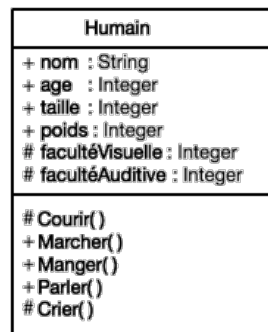 Humain
+ nom : String
+ age : Integer
+ taille : Integer
+ poids : Integer
# facultéVisuelle : Integer
# facultéAuditive : Integer
# Courir()
+ Marcher()
+ Manger()
+ Parler()
# Crier()